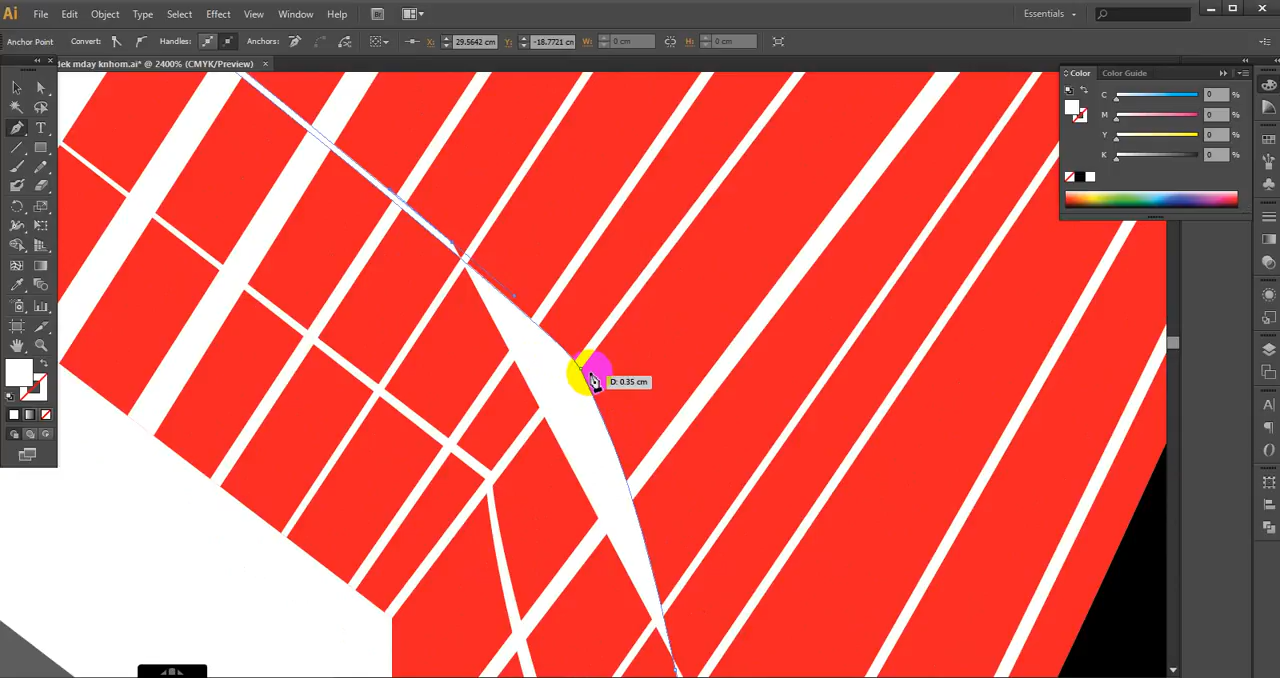 Ai File Edit Object Type Select Effect View Window Help Br Essentials
Anchor Point Convert: Handles: Anchors: X: 29.5642 cm Y: -18.7721 cm W: 0 cm H: 0 cm
dek mday knhom.ai* @ 2400% (CMYK/Preview) ×
Color Color Guide
C 0 %
M 0 %
Y 0 %
K 0 %
T
D: 0.35 cm
A